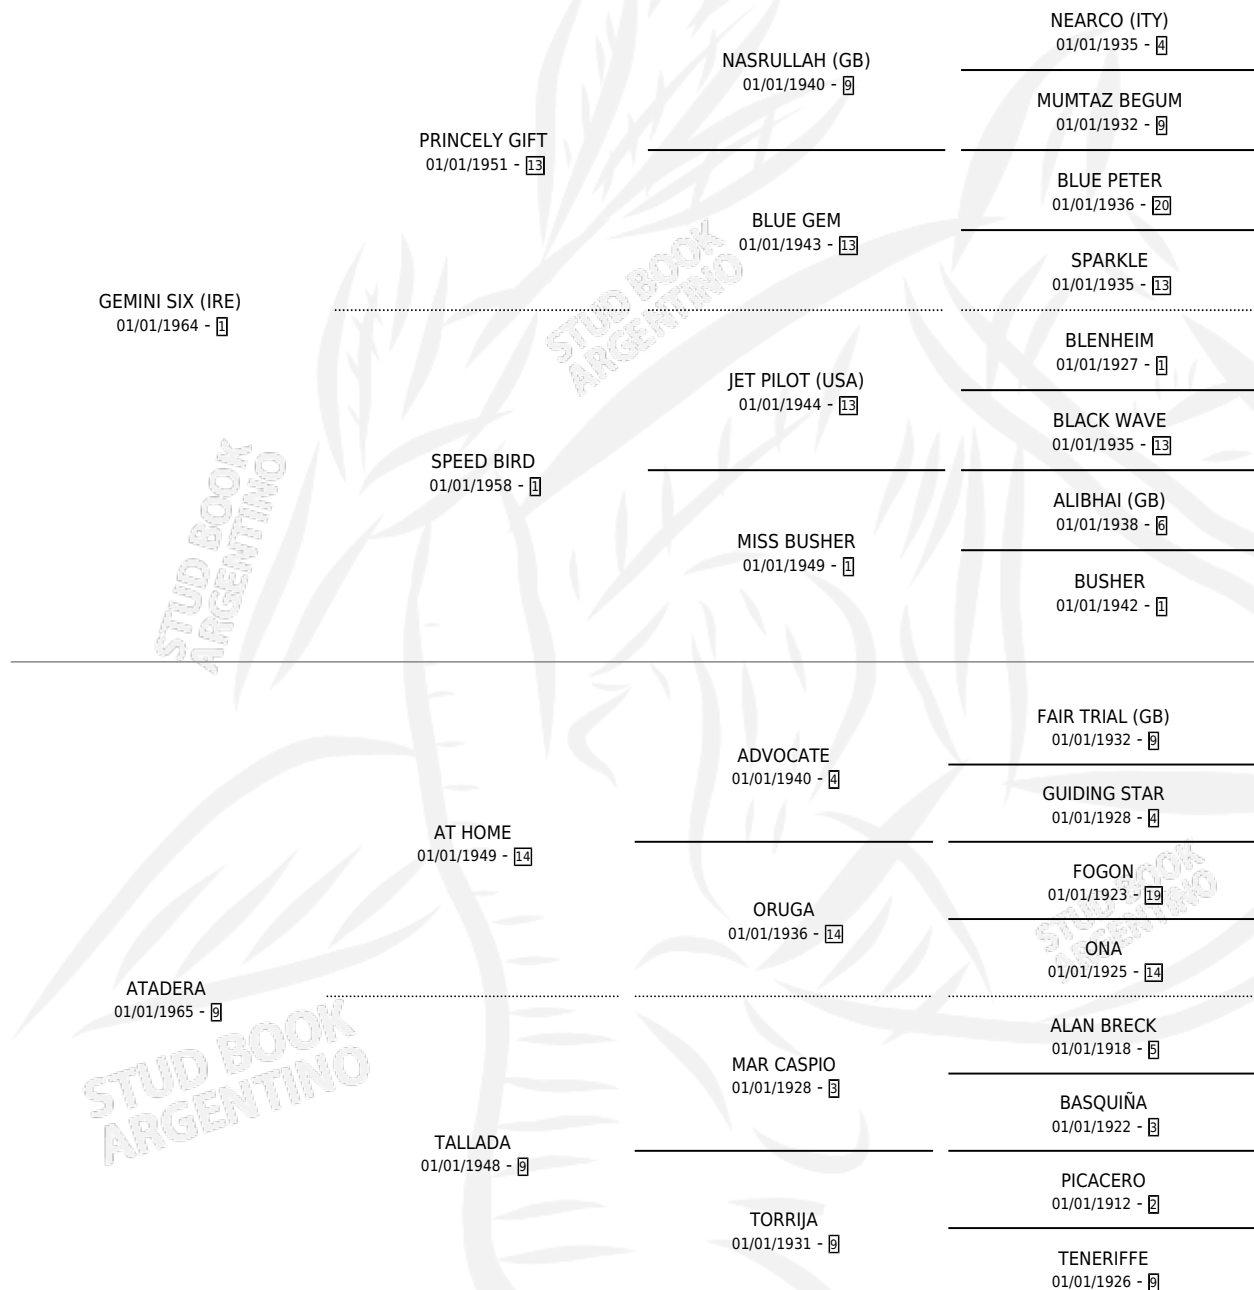 NEARCO (ITY)
01/01/1935 - 4
NASRULLAH (GB)
01/01/1940 - 9
MUMTAZ BEGUM
01/01/1932 - 9
PRINCELY GIFT
01/01/1951 - 13
BLUE PETER
01/01/1936 - 20
BLUE GEM
01/01/1943 - 13
SPARKLE
01/01/1935 - 13
GEMINI SIX (IRE)
01/01/1964 - 1
STUD BOOK
ARGENTINO
BLENHEIM
01/01/1927 - 1
JET PILOT (USA)
01/01/1944 - 13
BLACK WAVE
01/01/1935 - 13
SPEED BIRD
01/01/1958 - 1
ALIBHAI (GB)
01/01/1938 - 6
MISS BUSHER
01/01/1949 - 1
BUSHER
01/01/1942 - 1
STUD BOOK
ARGENTINO
FAIR TRIAL (GB)
01/01/1932 - 9
ADVOCATE
01/01/1940 - 4
GUIDING STAR
01/01/1928 - 4
AT HOME
01/01/1949 - 14
FOGON
01/01/1923 - 19
ORUGA
01/01/1936 - 14
STUD BOOK
ARGENTINO
ONA
01/01/1925 - 14
ATADERA
01/01/1965 - 9
STUD BOOK
ARGENTINO
ALAN BRECK
01/01/1918 - 5
MAR CASPIO
01/01/1928 - 3
BASQUIÑA
01/01/1922 - 3
TALLADA
01/01/1948 - 9
PICACERO
01/01/1912 - 2
TORRIJA
01/01/1931 - 9
TENERIFFE
01/01/1926 - 9